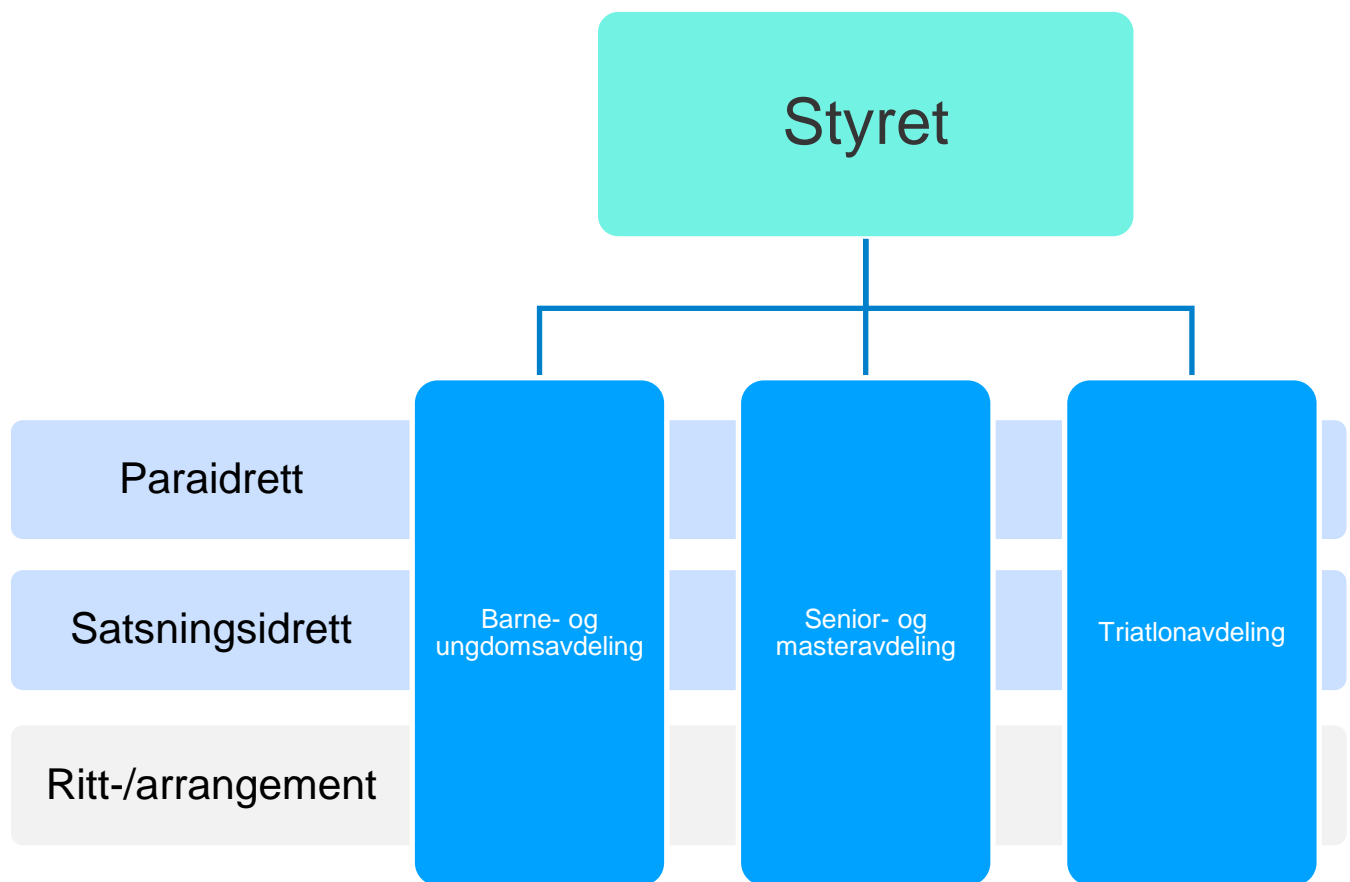 Styret
Paraidrett
Satsningsidrett
Ritt-/arrangement
Barne- og
ungdomsavdeling
Senior- og
masteravdeling
Triatlonavdeling